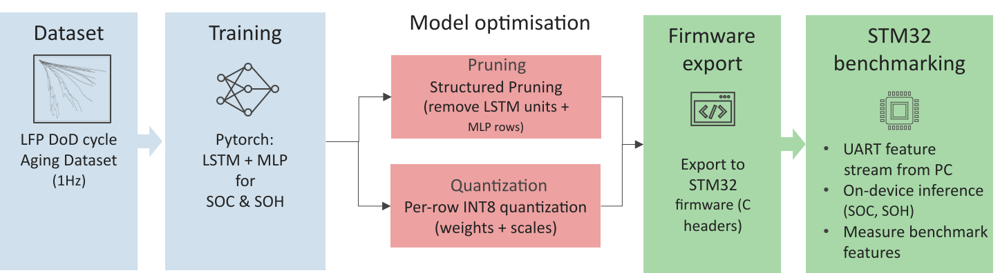 Dataset
LFP DoD cycle
Aging Dataset
(1Hz)
Training
Pytorch:
LSTM + MLP
for
SOC & SOH
Model optimisation
Pruning
Structured Pruning
(remove LSTM units +
MLP rows)
Quantization
Per-row INT8 quantization
(weights + scales)
Firmware
export
</>
Export to
STM32
firmware (C
headers)
STM32
benchmarking
• UART feature
stream from PC
• On-device inference
(SOC, SOH)
• Measure benchmark
features